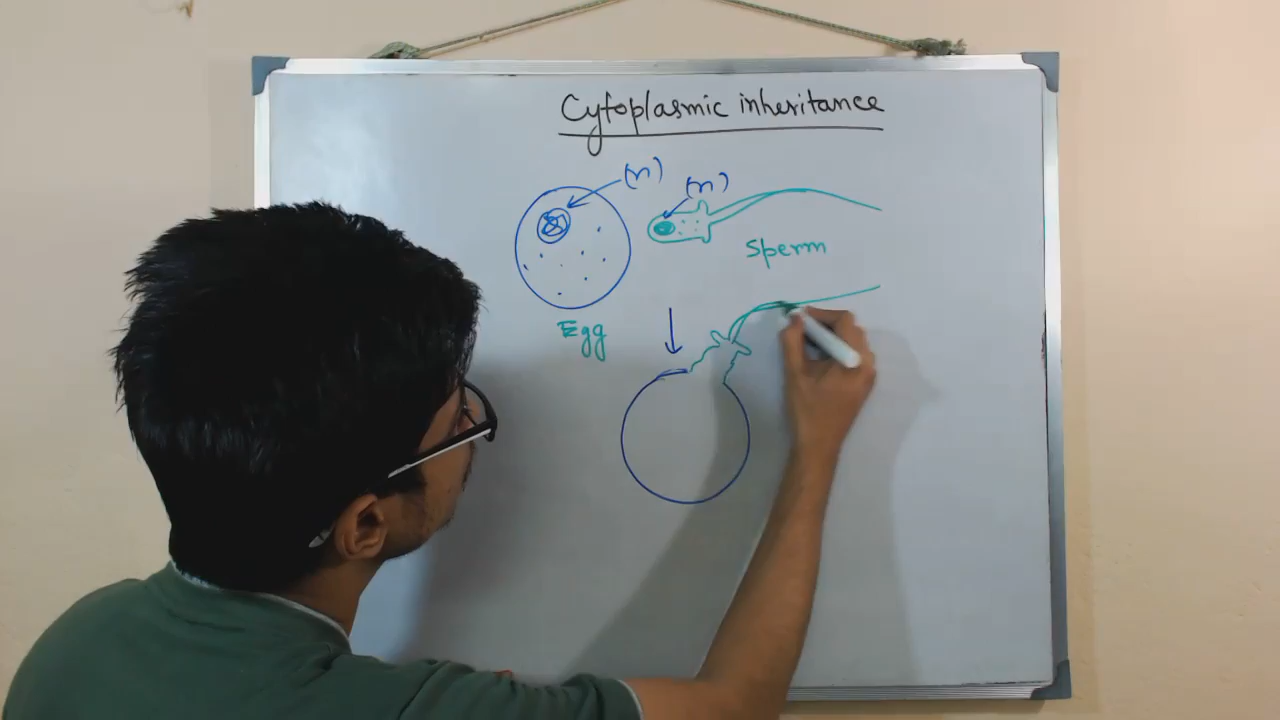 Cytoplasmic inheritance
(n)
(n)
Sperm
Egg